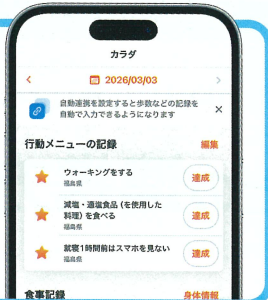 カラダ
2026/03/03
自動連携を設定すると歩数などの記録を
自動で入力できるようになります
行動メニューの記録
編集
ウォーキングをする
福島県
達成
減塩・適塩食品（を使用した
料理）を食べる
福島県
達成
就寝1時間前はスマホを見ない
福島県
達成
食事記録
身体情報